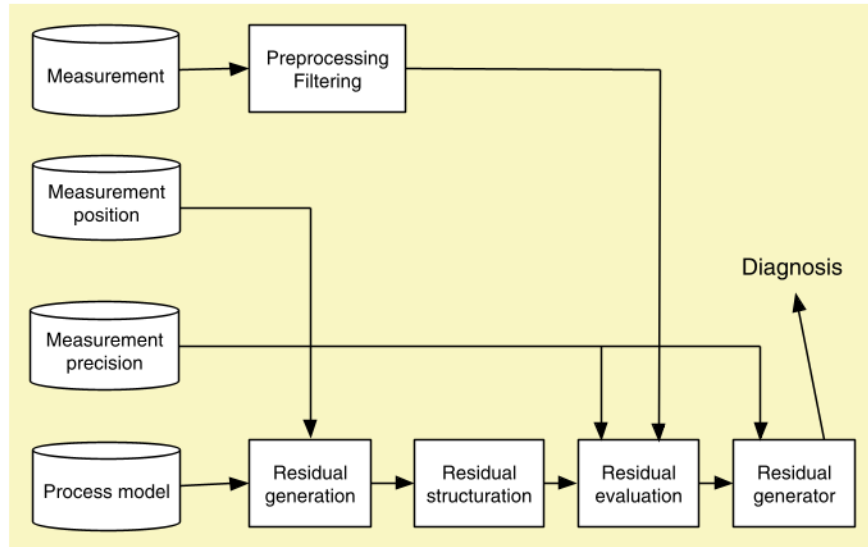 Measurement
Preprocessing
Filtering
Measurement
position
Diagnosis
Measurement
precision
Process model
Residual
generation
Residual
structuration
Residual
evaluation
Residual
generator